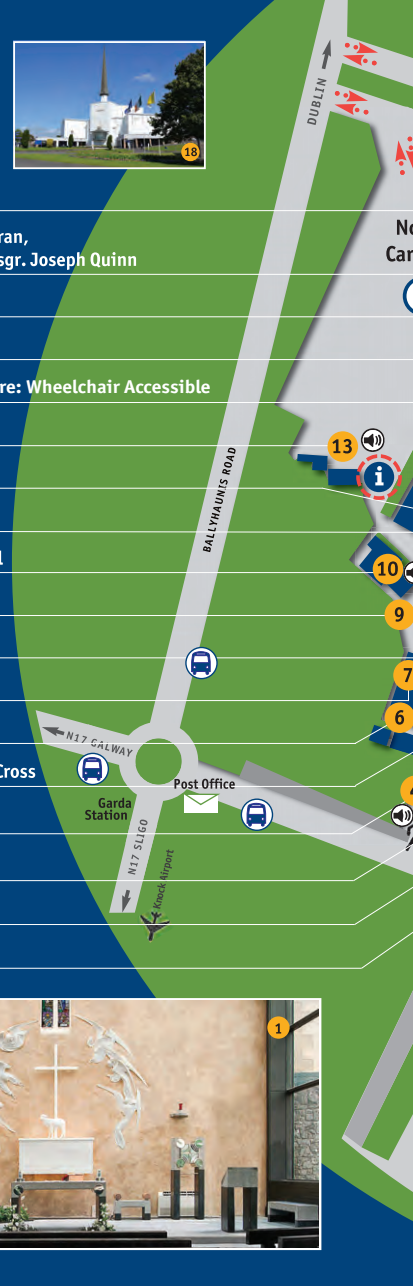 18
DUBLIN
ran,
sgr. Joseph Quinn
No
Car
re: Wheelchair Accessible
13
i
BALLYHAUNIS ROAD
l
10
9
7
6
N17 GALWAY
Cross
Post Office
Garda
Station
4
N17 SLIGO
Knock Airport
1